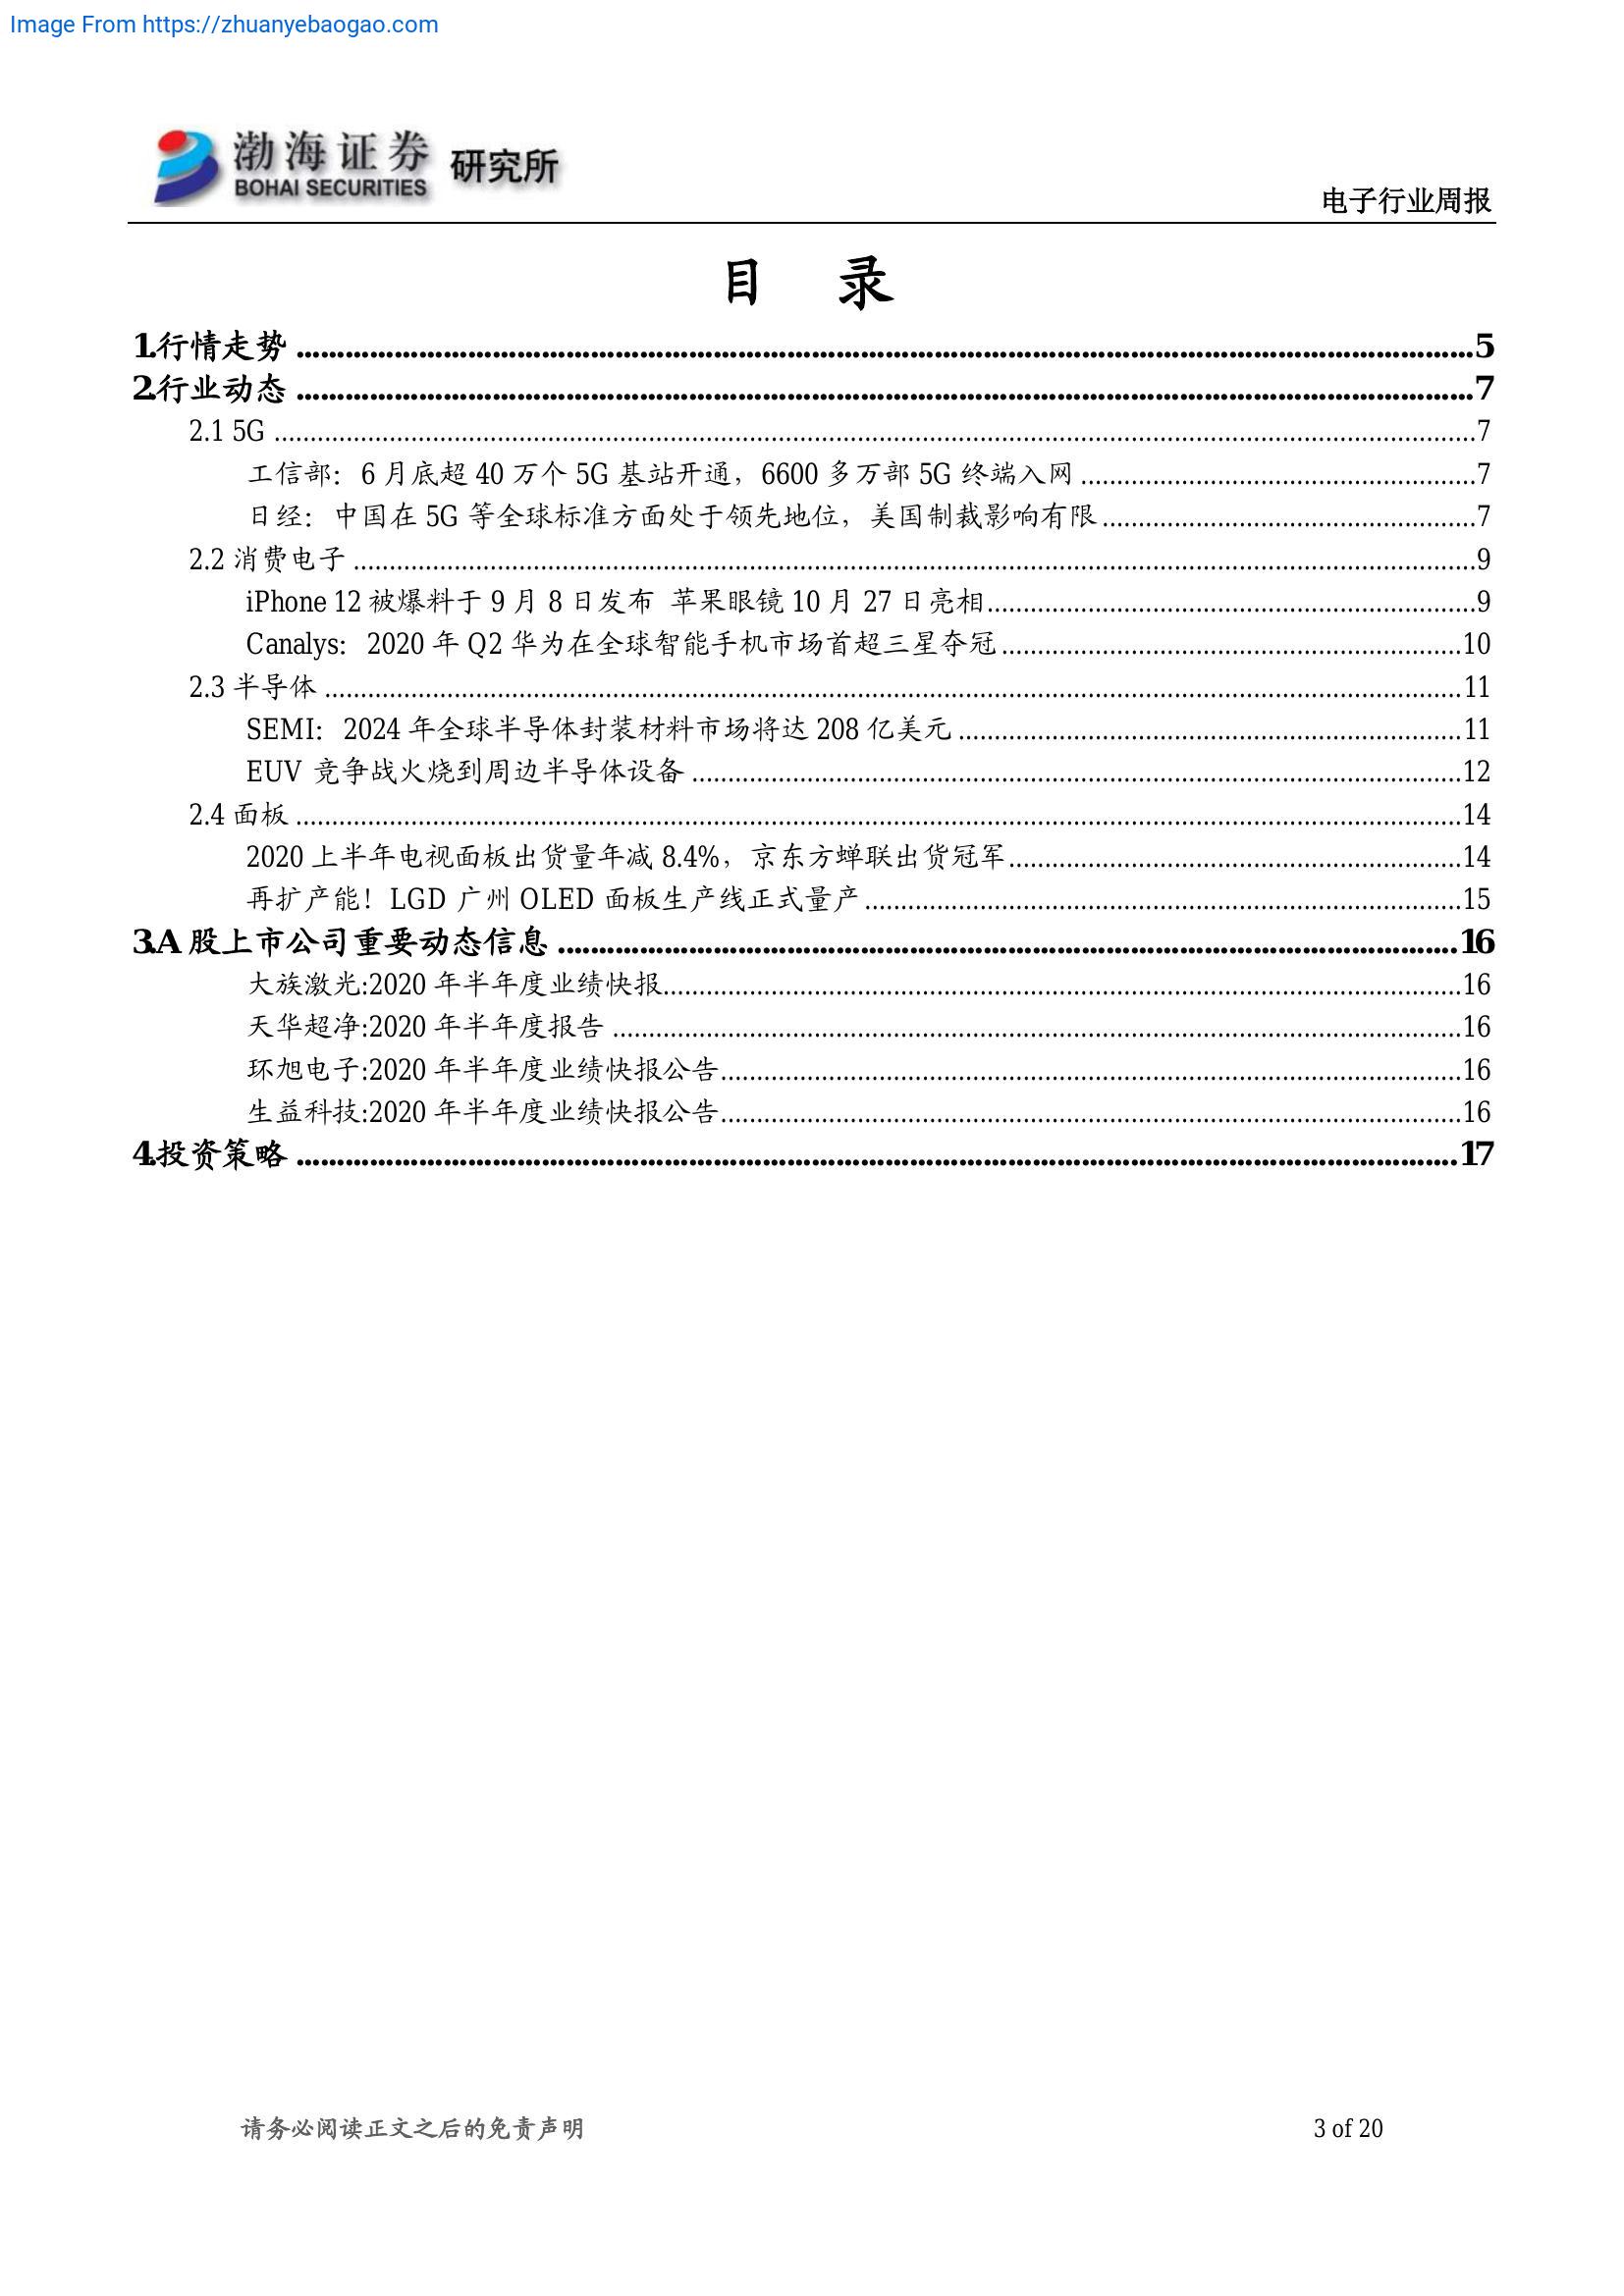 Image From https://zhuanyebaogao.com
渤海证券 研究所
BOHAI SECURITIES
电子行业周报
目 录
1.行情走势 5
2.行业动态 7
2.1 5G 7
工信部：6 月底超 40 万个 5G 基站开通，6600 多万部 5G 终端入网 7
日经：中国在 5G 等全球标准方面处于领先地位，美国制裁影响有限 7
2.2 消费电子 9
iPhone 12 被爆料于 9 月 8 日发布 苹果眼镜 10 月 27 日亮相 9
Canalys：2020 年 Q2 华为在全球智能手机市场首超三星夺冠 10
2.3 半导体 11
SEMI：2024 年全球半导体封装材料市场将达 208 亿美元 11
EUV 竞争战火烧到周边半导体设备 12
2.4 面板 14
2020 上半年电视面板出货量年减 8.4%，京东方蝉联出货冠军 14
再扩产能！LGD 广州 OLED 面板生产线正式量产 15
3.A 股上市公司重要动态信息 16
大族激光:2020 年半年度业绩快报 16
天华超净:2020 年半年度报告 16
环旭电子:2020 年半年度业绩快报公告 16
生益科技:2020 年半年度业绩快报公告 16
4.投资策略 17
请务必阅读正文之后的免责声明 3 of 20